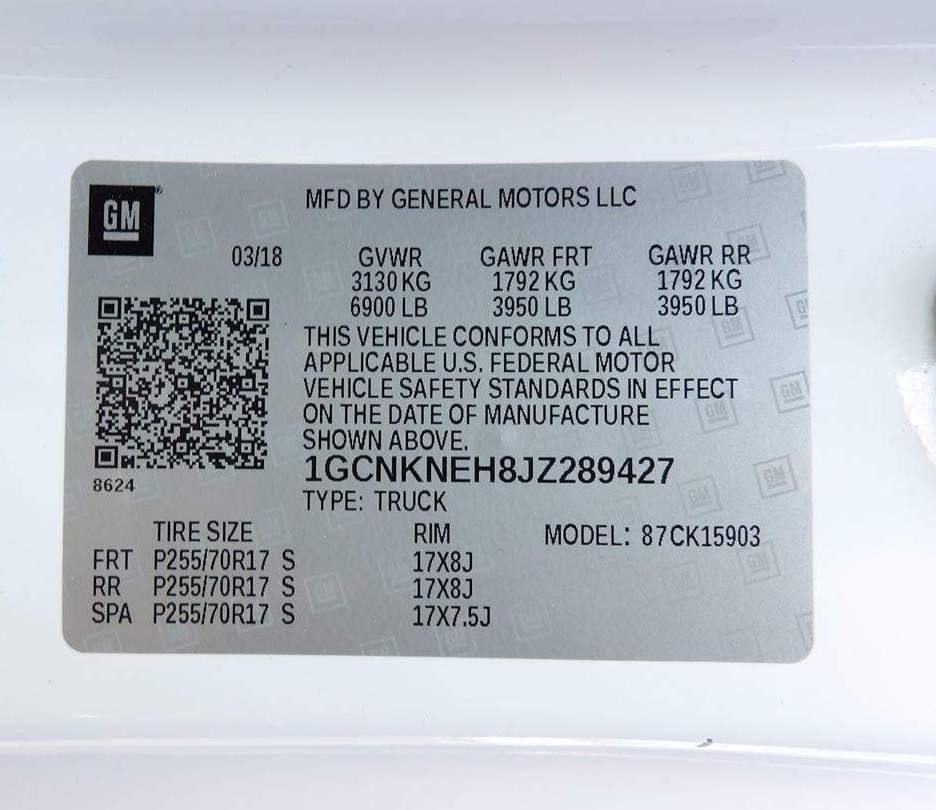 GM
MFD BY GENERAL MOTORS LLC
03/18 GVWR GAWR FRT GAWR RR
3130 KG 1792 KG 1792 KG
6900 LB 3950 LB 3950 LB
THIS VEHICLE CONFORMS TO ALL
APPLICABLE U.S. FEDERAL MOTOR
VEHICLE SAFETY STANDARDS IN EFFECT
ON THE DATE OF MANUFACTURE
SHOWN ABOVE.
1GCNKNEH8JZ289427
8624
TYPE: TRUCK
TIRE SIZE RIM MODEL: 87CK15903
FRT P255/70R17 S 17X8J
RR P255/70R17 S 17X8J
SPA P255/70R17 S 17X7.5J